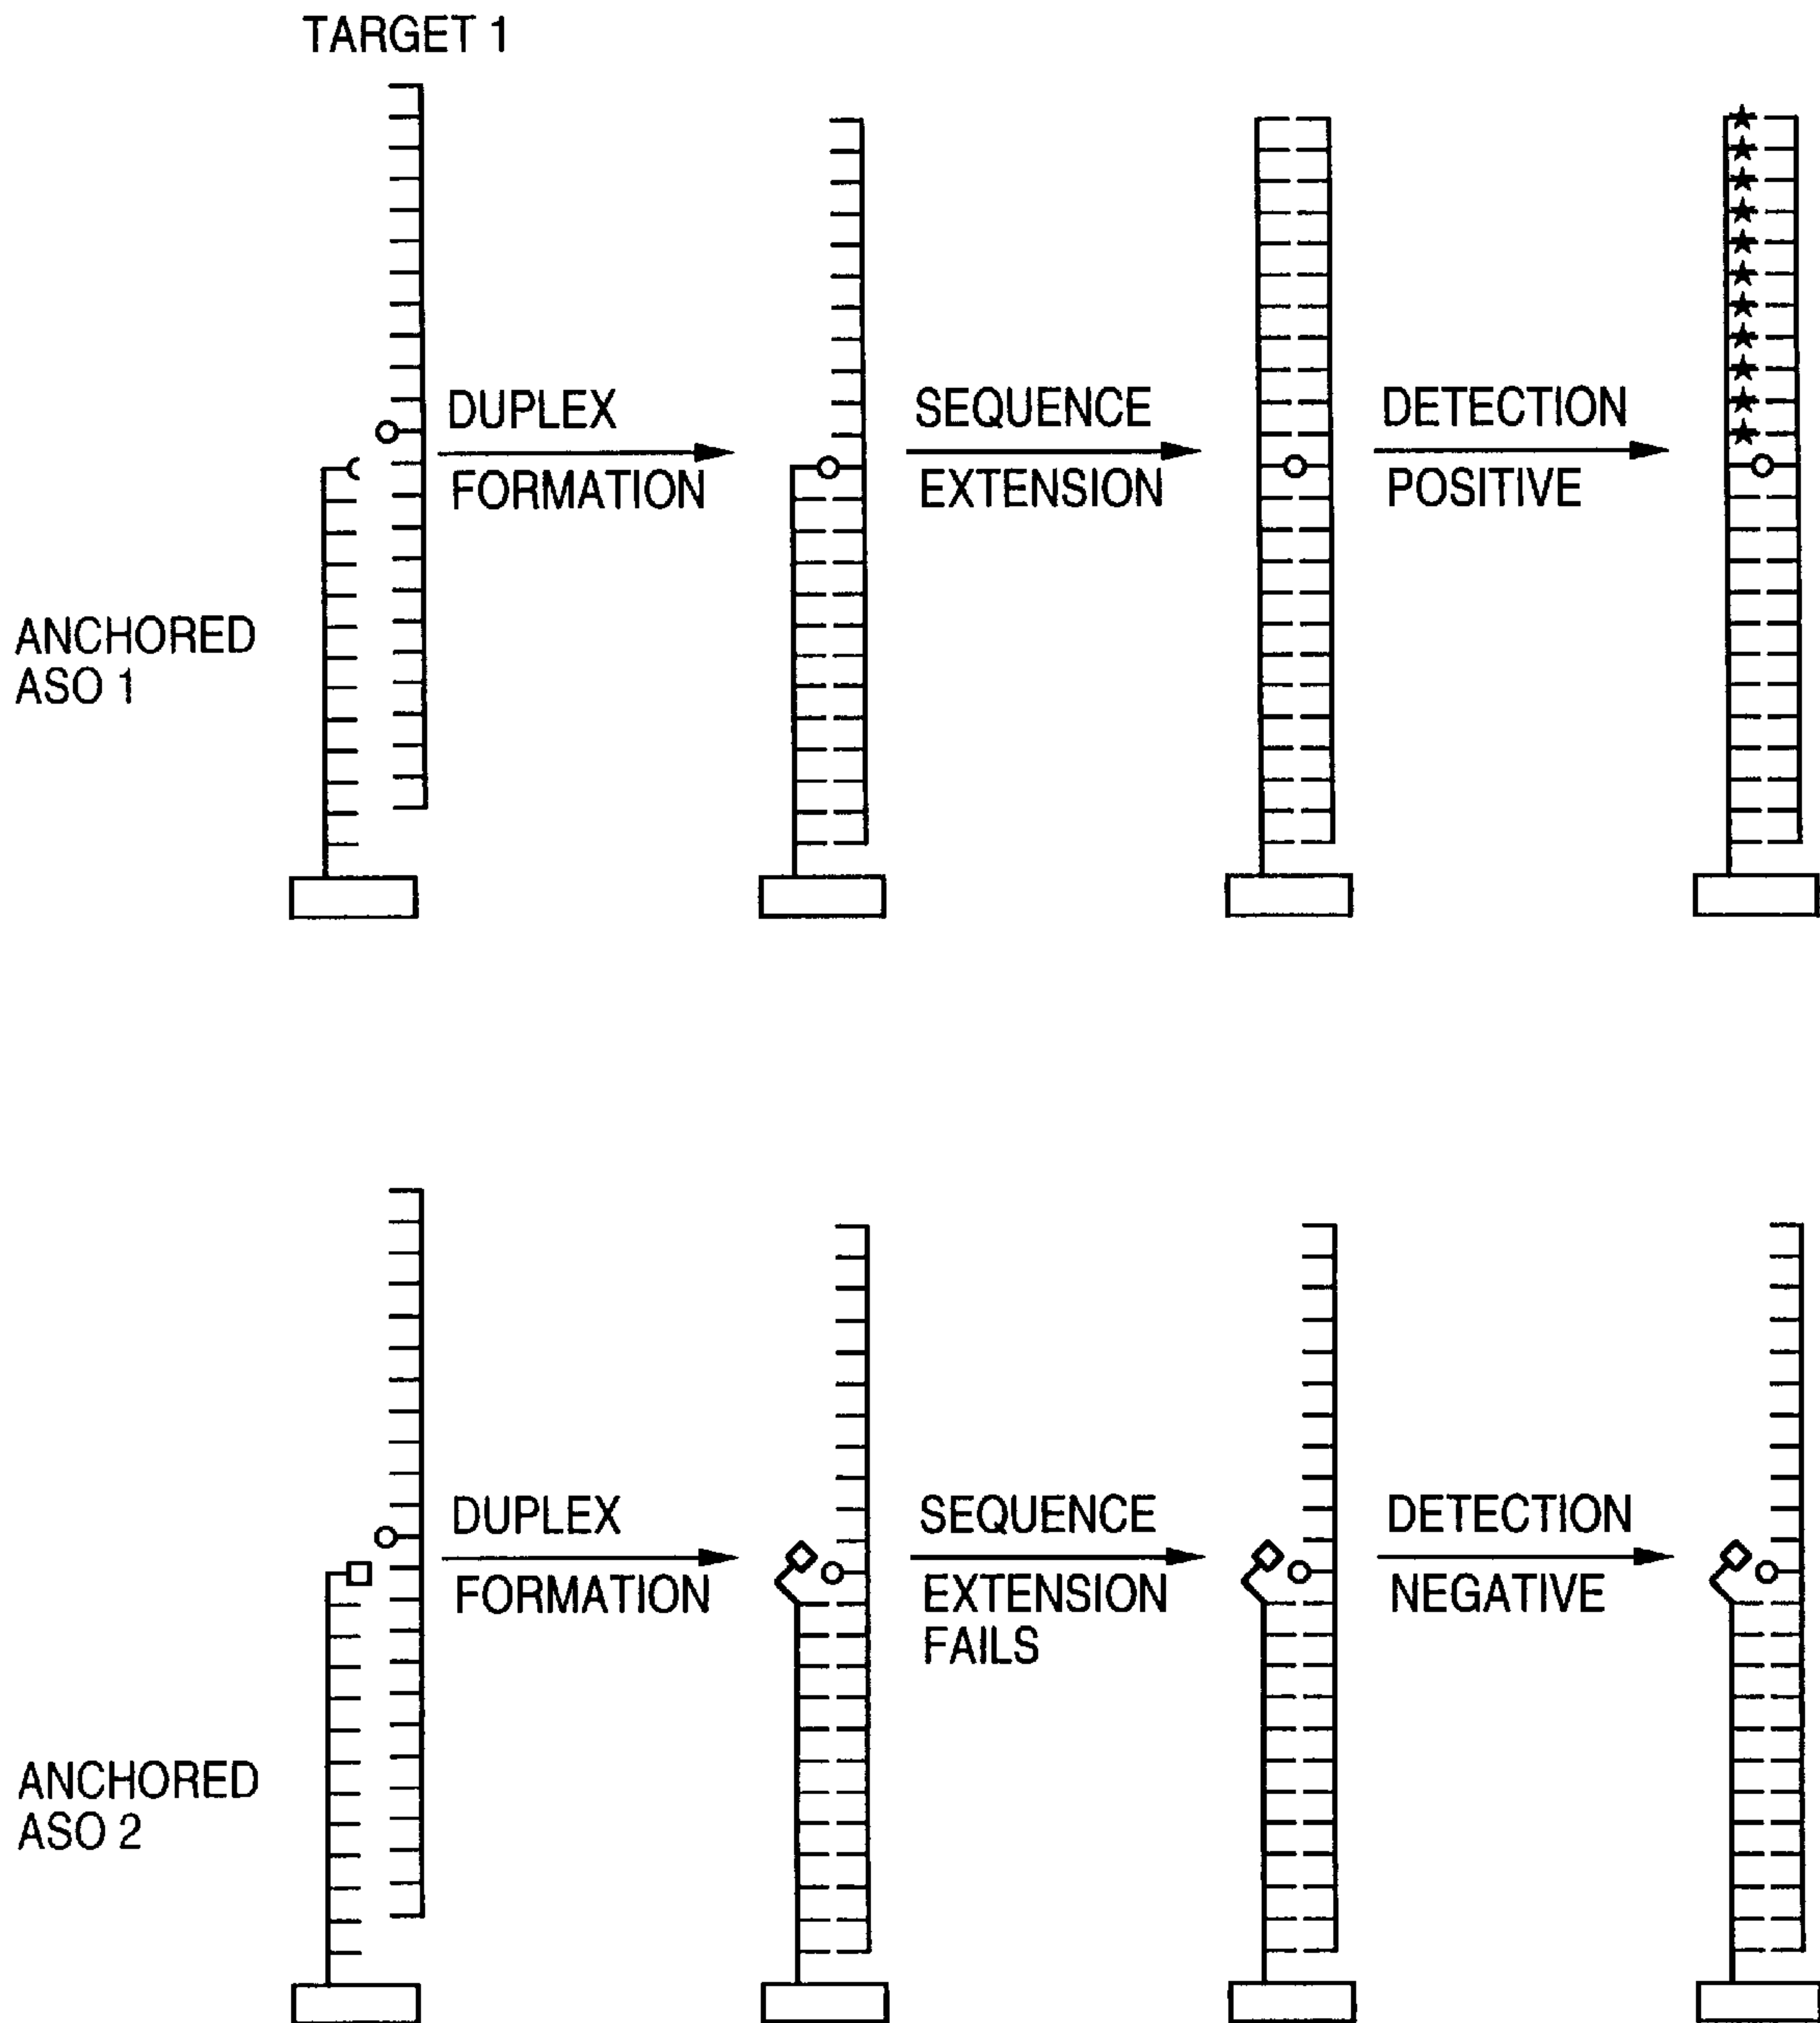 TARGET 1
DUPLEX
FORMATION
SEQUENCE
EXTENSION
DETECTION
POSITIVE
ANCHORED
ASO 1
DUPLEX
FORMATION
SEQUENCE
EXTENSION
FAILS
DETECTION
NEGATIVE
ANCHORED
ASO 2